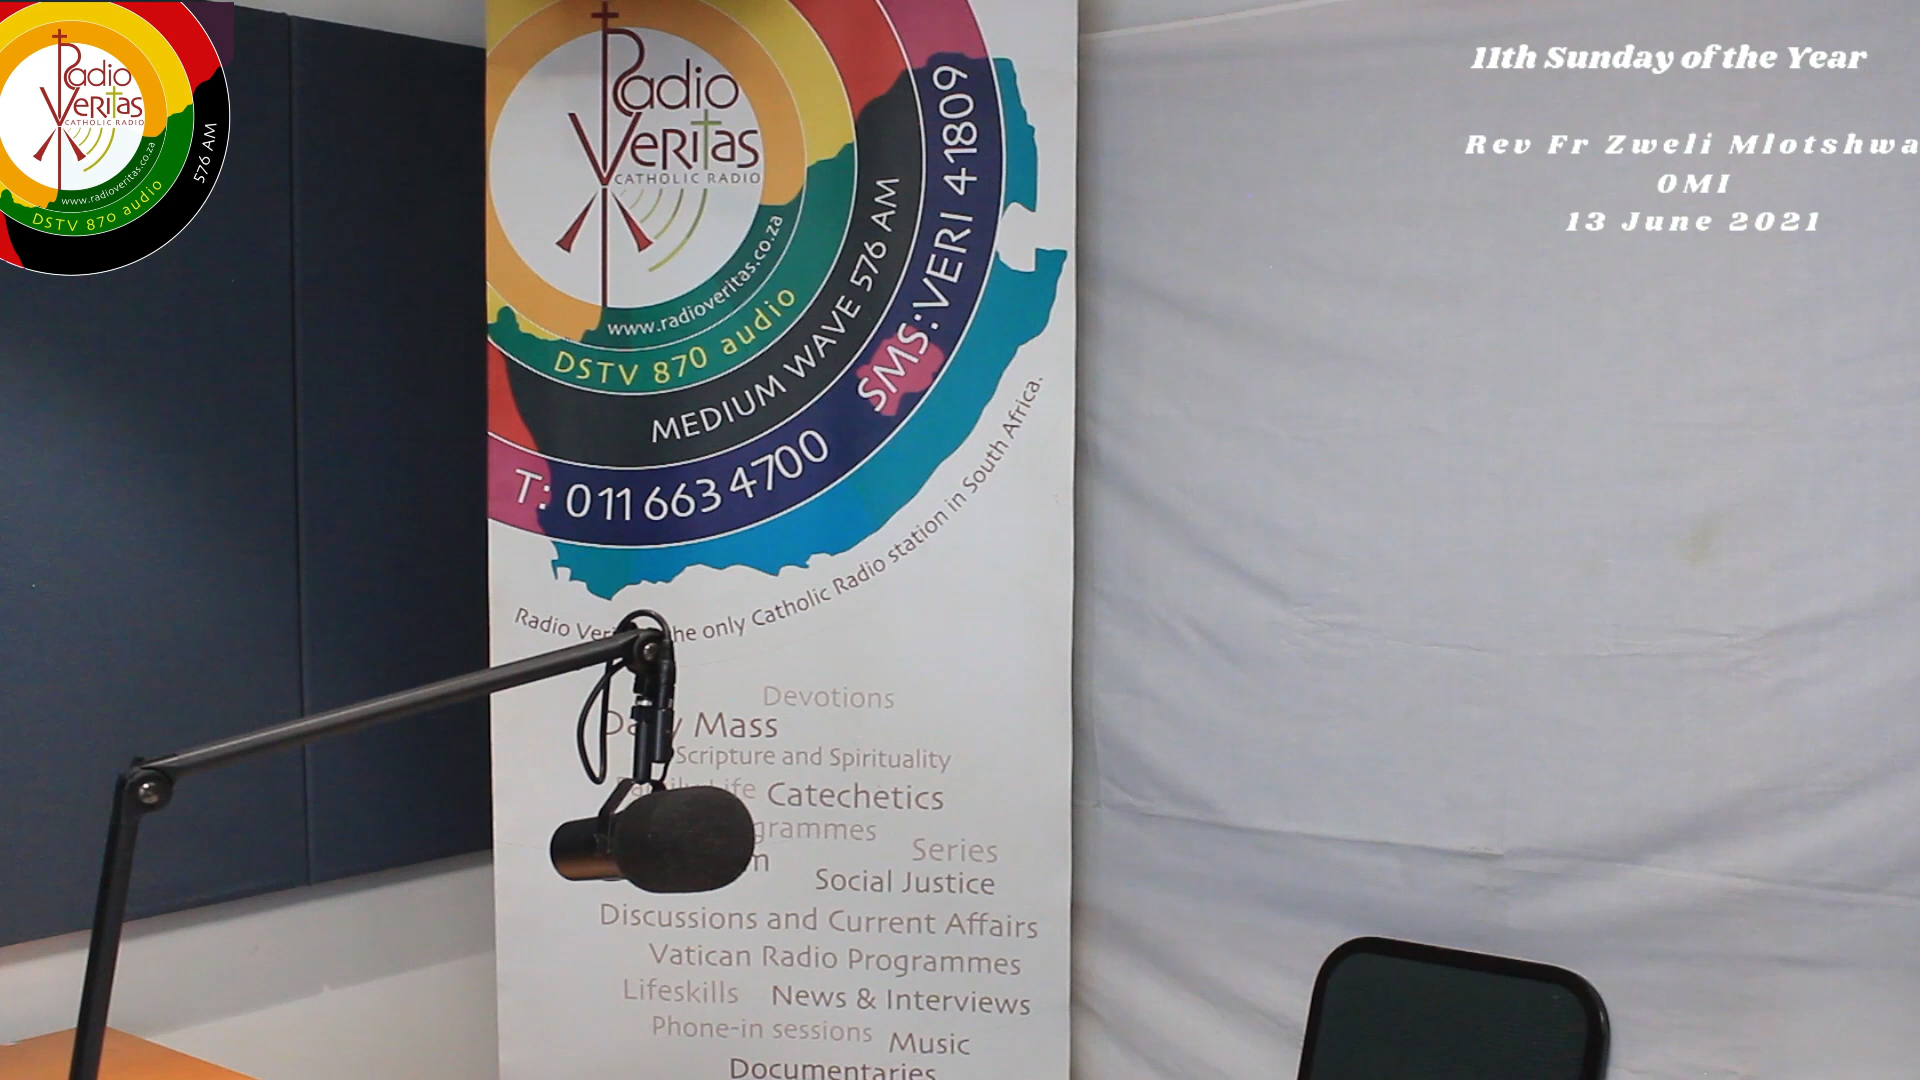 Radio
Veritas
CATHOLIC RADIO
www.radioveritas.co.za
DSTV 870 audio
576 AM
Radio
Veritas
CATHOLIC RADIO
www.radioveritas.co.za
DSTV 870 audio
MEDIUM WAVE 576 AM
T: 011 663 4700
SMS: VERI 41809
Radio the only Catholic Radio station in South Africa.
Devotions
Daily Mass
Scripture and Spirituality
Family Life Catechetics
Series
Social Justice
Discussions and Current Affairs
Vatican Radio Programmes
Lifeskills News & Interviews
Phone-in sessions Music
Documentaries
11th Sunday of the Year
Rev Fr Zweli Mlotshwa
OMI
13 June 2021